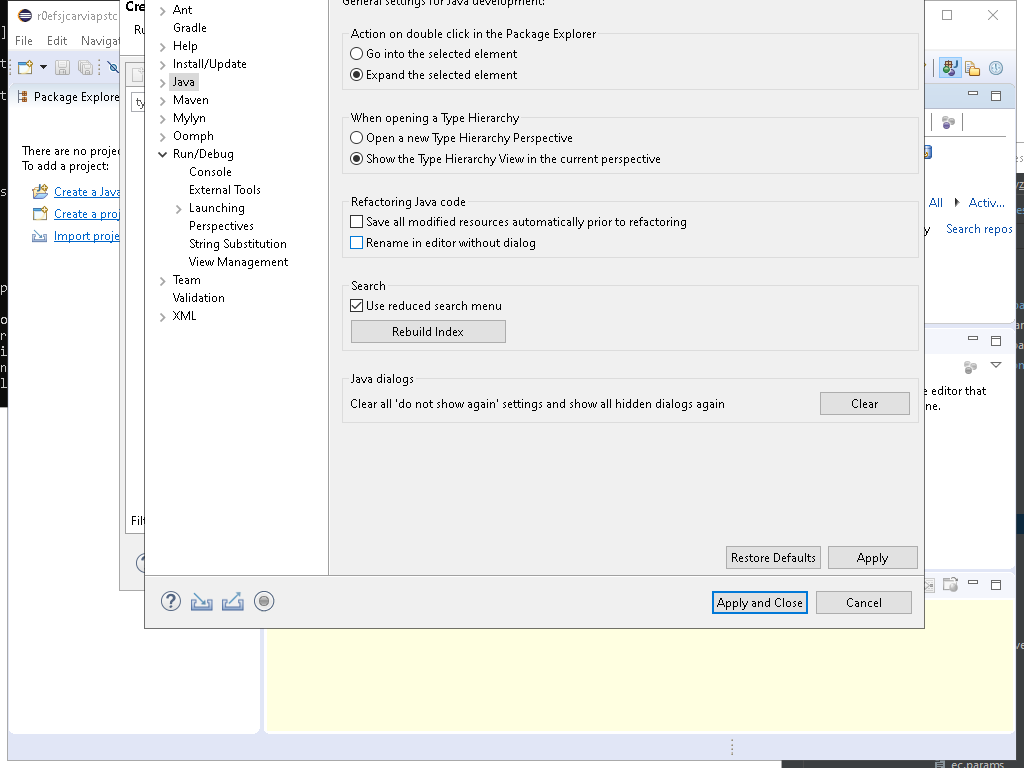 r0efsjcarviapstc
File Edit Navigat
Package Explore
There are no projec
To add a project:
Create a Java
Create a proj
Import proje
Cre
Ru
ty
Filt
Ant
Gradle
Help
Install/Update
Java
Maven
Mylyn
Oomph
Run/Debug
Console
External Tools
Launching
Perspectives
String Substitution
View Management
Team
Validation
XML
General settings for Java development:
Action on double click in the Package Explorer
Go into the selected element
Expand the selected element
When opening a Type Hierarchy
Open a new Type Hierarchy Perspective
Show the Type Hierarchy View in the current perspective
Refactoring Java code
Save all modified resources automatically prior to refactoring
Rename in editor without dialog
Search
Use reduced search menu
Rebuild Index
Java dialogs
Clear all 'do not show again' settings and show all hidden dialogs again
Clear
Restore Defaults
Apply
Apply and Close
Cancel
All Activ...
y Search repos
e editor that
ne.
ec.params